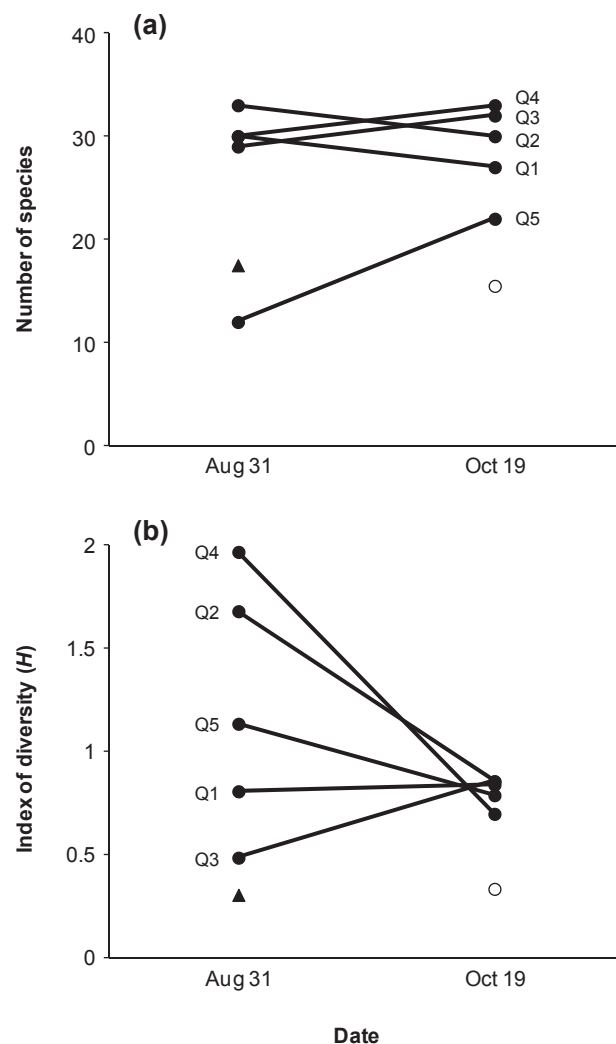 (a)
40
30
20
10
0
Number of species
Q4
Q3
Q2
Q1
Q5
Aug 31
Oct 19
(b)
2
1.5
1
0.5
0
Index of diversity (H)
Q4
Q2
Q5
Q1
Q3
Aug 31
Oct 19
Date